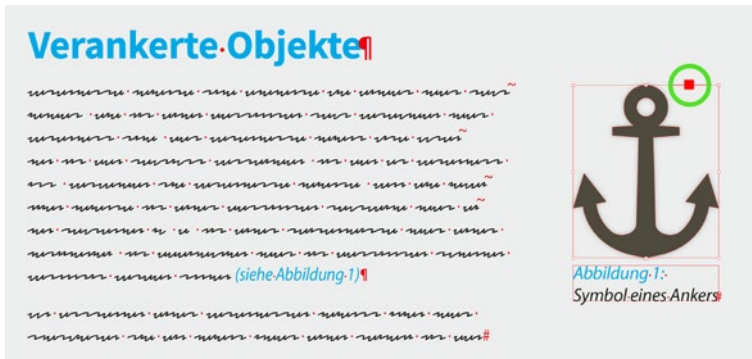 Verankerte Objekte
(siehe Abbildung 1)
Abbildung 1:
Symbol eines Ankers